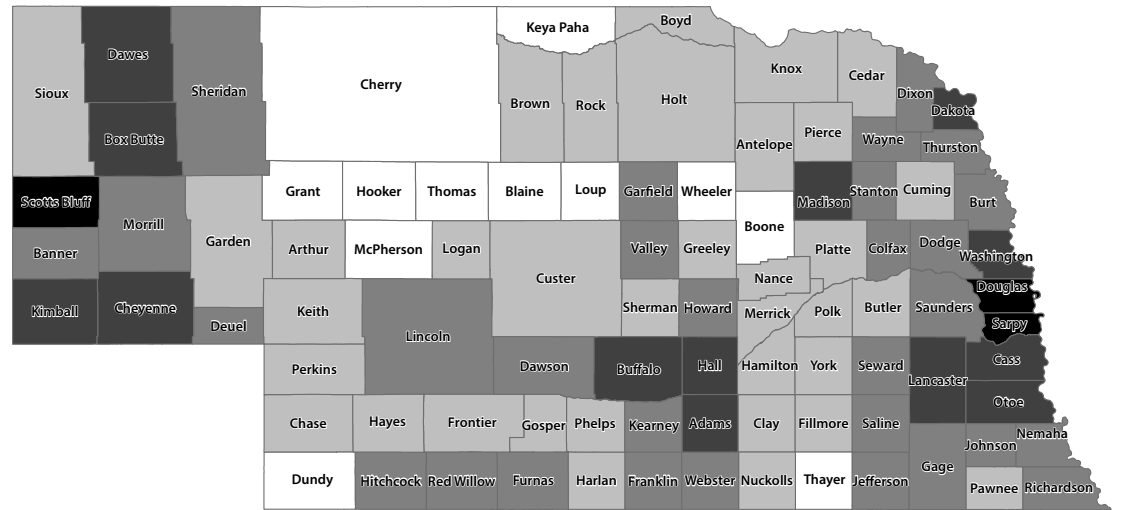 Keya Paha
Boyd
Dawes
Sioux
Sheridan
Cherry
Knox
Cedar
Dixon
Brown
Rock
Holt
Dakota
Box Butte
Antelope
Pierce
Wayne
Thurston
Grant
Hooker
Thomas
Blaine
Loup
Garfield
Wheeler
Madison
Stanton
Cuming
Burt
Scotts Bluff
Morrill
Garden
Boone
Banner
Arthur
McPherson
Logan
Custer
Valley
Greeley
Platte
Colfax
Dodge
Washington
Nance
Douglas
Kimball
Cheyenne
Deuel
Keith
Lincoln
Sherman
Howard
Merrick
Polk
Butler
Saunders
Sarpy
Perkins
Dawson
Buffalo
Hall
Hamilton
York
Seward
Lancaster
Cass
Otoe
Chase
Hayes
Frontier
Gosper
Phelps
Kearney
Adams
Clay
Fillmore
Saline
Johnson
Nemaha
Dundy
Hitchcock
Red Willow
Furnas
Harlan
Franklin
Webster
Nuckolls
Thayer
Jefferson
Gage
Pawnee
Richardson